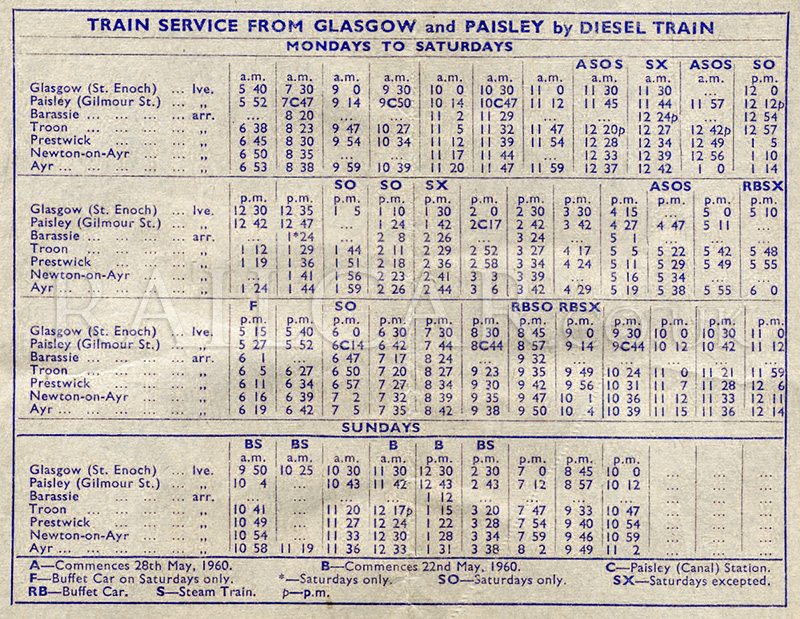 TRAIN SERVICE FROM GLASGOW and PAISLEY by DIESEL TRAIN
MONDAYS TO SATURDAYS
ASOS SX ASOS SO
a.m. a.m. a.m. a.m. a.m. a.m. a.m. a.m. a.m. a.m. p.m.
Glasgow (St. Enoch) ... lve. 5 40 7 30 9 0 9 30 10 0 10 30 11 0 11 30 11 30 ... 12 0
Paisley (Gilmour St.) ... „ 5 52 7C47 9 14 9C50 10 14 10C47 11 12 11 45 11 44 11 57 12 12p
Barassie ... ... ... arr. ... 8 20 ... ... 11 2 11 29 ... ... 12 24p ... 12 54
Troon ... ... ... ... „ 6 38 8 23 9 47 10 27 11 5 11 32 11 47 12 20p 12 27 12 42p 12 57
Prestwick ... ... ... „ 6 45 8 30 9 54 10 34 11 12 11 39 11 54 12 28 12 34 12 49 1 5
Newton-on-Ayr ... ... „ 6 50 8 35 ... ... 11 17 11 44 ... 12 33 12 39 12 56 1 10
Ayr ... ... ... ... „ 6 53 8 38 9 59 10 39 11 20 11 47 11 59 12 37 12 42 1 0 1 14
SO SO SX ASOS RBSX
p.m. p.m. p.m. p.m. p.m. p.m. p.m. p.m. p.m. p.m. p.m. p.m.
Glasgow (St. Enoch) ... lve. 12 30 12 35 1 5 1 10 1 30 2 0 2 30 3 30 4 15 ... 5 0 5 10
Paisley (Gilmour St.) ... „ 12 42 12 47 ... 1 24 1 42 2C17 2 42 3 42 4 27 4 47 5 11 ...
Barassie ... ... ... arr. ... 1*24 ... 2 8 2 26 ... 3 24 ... 5 1 ... ... ...
Troon ... ... ... ... „ 1 12 1 29 1 44 2 11 2 29 2 52 3 27 4 17 5 5 5 22 5 42 5 48
Prestwick ... ... ... „ 1 19 1 36 1 51 2 18 2 36 2 58 3 34 4 24 5 11 5 29 5 49 5 55
Newton-on-Ayr ... ... „ ... 1 41 1 56 2 23 2 41 3 3 3 39 ... 5 16 5 34 ... ...
Ayr ... ... ... ... „ 1 24 1 44 1 59 2 26 2 44 3 6 3 42 4 29 5 19 5 38 5 55 6 0
F SO RBSO RBSX
p.m. p.m. p.m. p.m. p.m. p.m. p.m. p.m. p.m. p.m. p.m. p.m.
Glasgow (St. Enoch) ... lve. 5 15 5 40 6 0 6 30 7 30 8 30 8 45 9 0 9 30 10 0 10 30 11 0
Paisley (Gilmour St.) ... „ 5 27 5 52 6C14 6 42 7 44 8C44 8 57 9 14 9C44 10 12 10 42 11 12
Barassie ... ... ... arr. 6 1 ... 6 47 7 17 8 24 ... 9 32 ... ... ... ... ...
Troon ... ... ... ... „ 6 5 6 27 6 50 7 20 8 27 9 23 9 35 9 49 10 24 11 0 11 21 11 59
Prestwick ... ... ... „ 6 11 6 34 6 57 7 27 8 34 9 30 9 42 9 56 10 31 11 7 11 28 12 6
Newton-on-Ayr ... ... „ 6 16 6 39 7 2 7 32 8 39 9 35 9 47 10 1 10 36 11 12 11 33 12 11
Ayr ... ... ... ... „ 6 19 6 42 7 5 7 35 8 42 9 38 9 50 10 4 10 39 11 15 11 36 12 14
SUNDAYS
BS BS B B BS
a.m. a.m. a.m. a.m. p.m. p.m. p.m. p.m. p.m.
Glasgow (St. Enoch) ... lve. 9 50 10 25 10 30 11 30 12 30 2 30 7 0 8 45 10 0 ... ... ...
Paisley (Gilmour St.) ... „ 10 4 ... 10 43 11 42 12 43 2 43 7 12 8 57 10 12 ... ... ...
Barassie ... ... ... arr. ... ... ... ... 1 12 ... ... ... ... ... ... ...
Troon ... ... ... ... „ 10 41 ... 11 20 12 17p 1 15 3 20 7 47 9 33 10 47 ... ... ...
Prestwick ... ... ... „ 10 49 ... 11 27 12 24 1 22 3 28 7 54 9 40 10 54 ... ... ...
Newton-on-Ayr ... ... „ 10 54 ... 11 33 12 30 1 28 3 34 7 59 9 46 10 59 ... ... ...
Ayr ... ... ... ... „ 10 58 11 19 11 36 12 33 1 31 3 38 8 2 9 49 11 2 ... ... ...
A—Commences 28th May, 1960. B—Commences 22nd May, 1960. C—Paisley (Canal) Station.
F—Buffet Car on Saturdays only. *—Saturdays only. SO—Saturdays only. SX—Saturdays excepted.
RB—Buffet Car. S—Steam Train. p—p.m.